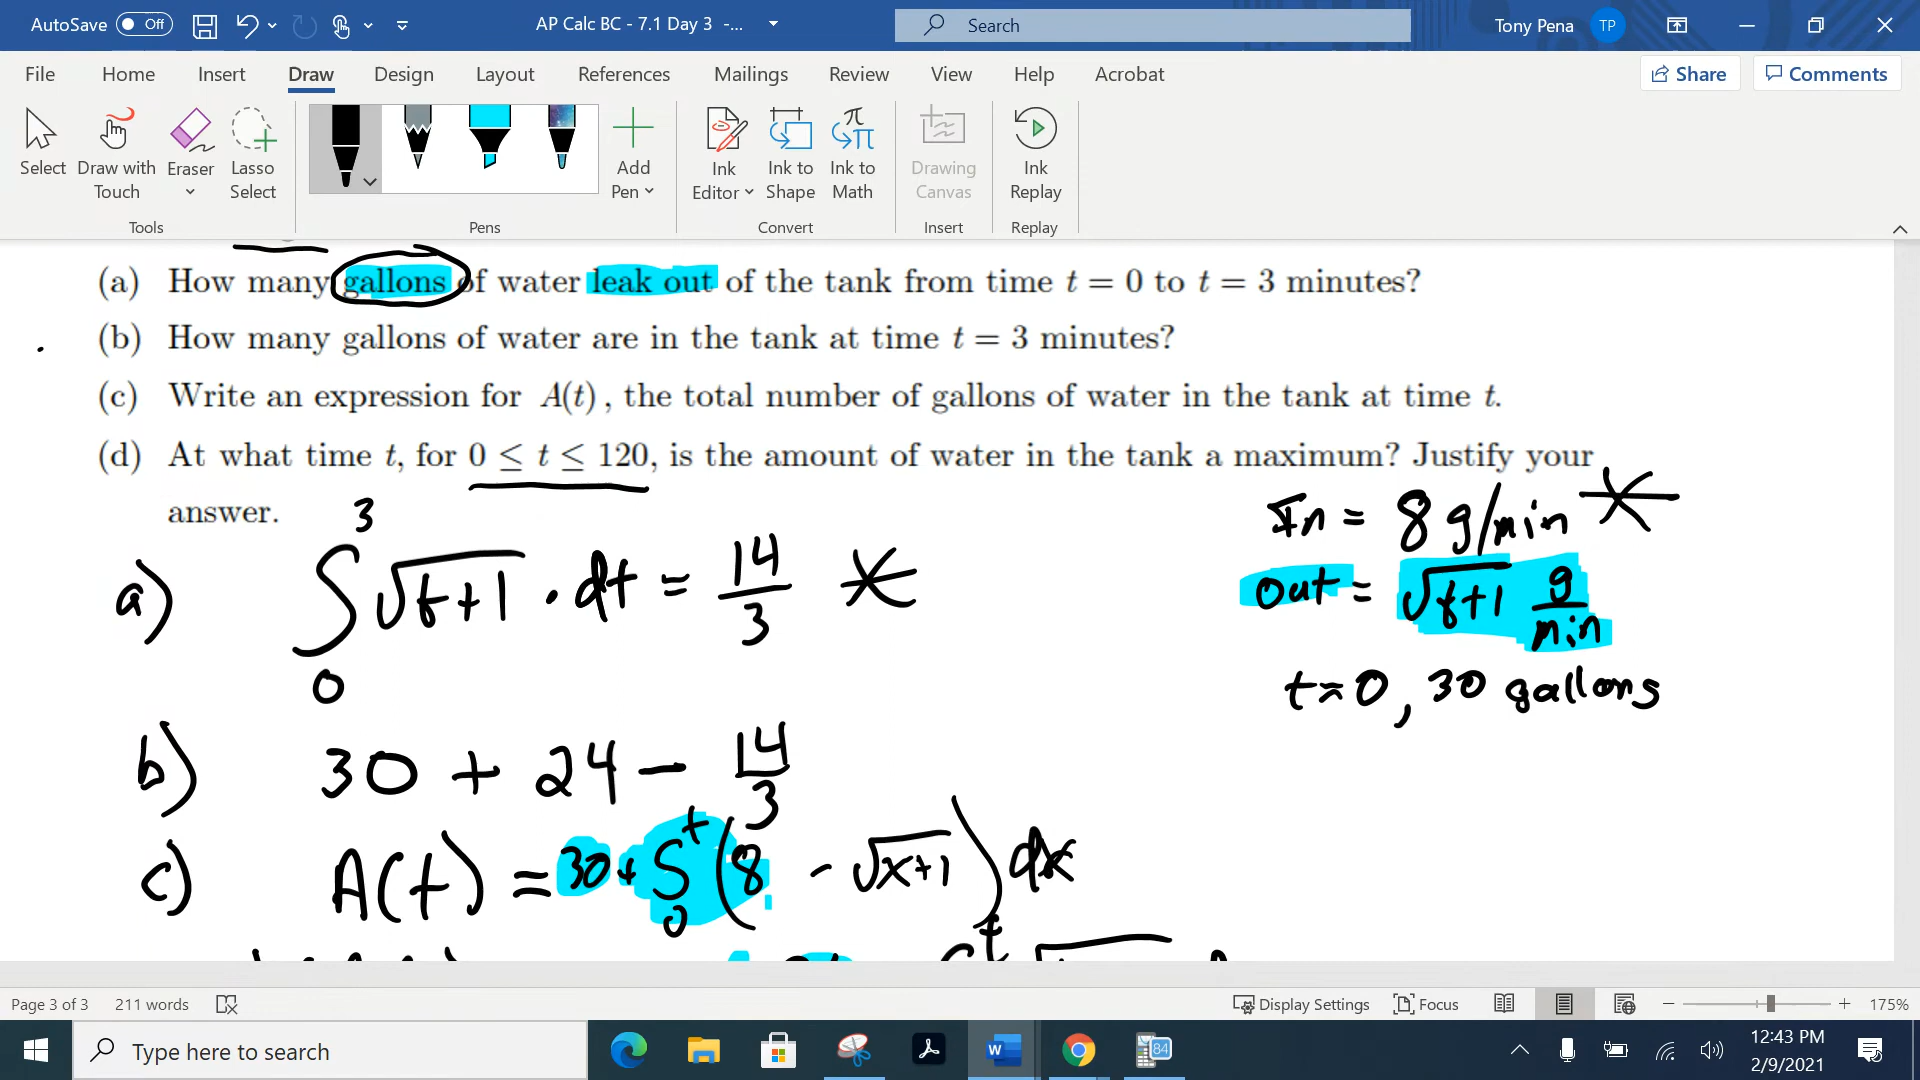 AutoSave Off AP Calc BC - 7.1 Day 3 -... Search Tony Pena TP
File Home Insert Draw Design Layout References Mailings Review View Help Acrobat Share Comments
Select Draw with Touch Eraser Lasso Select Add Pen Ink Editor Ink to Shape Ink to Math Drawing Canvas Ink Replay
Tools Pens Convert Insert Replay
(a) How many gallons of water leak out of the tank from time t = 0 to t = 3 minutes?
(b) How many gallons of water are in the tank at time t = 3 minutes?
(c) Write an expression for A(t), the total number of gallons of water in the tank at time t.
(d) At what time t, for 0 ≤ t ≤ 120, is the amount of water in the tank a maximum? Justify your
answer.
In = 8 g/min
out = √(t+1) g/min
t=0, 30 gallons
a) ∫₀³ √(t+1) · dt = 14/3
b) 30 + 24 - 14/3
c) A(t) = 30 + ∫₀ᵗ (8 - √(x+1)) dx
Page 3 of 3 211 words Display Settings Focus 175%
Type here to search W 84 12:43 PM
2/9/2021